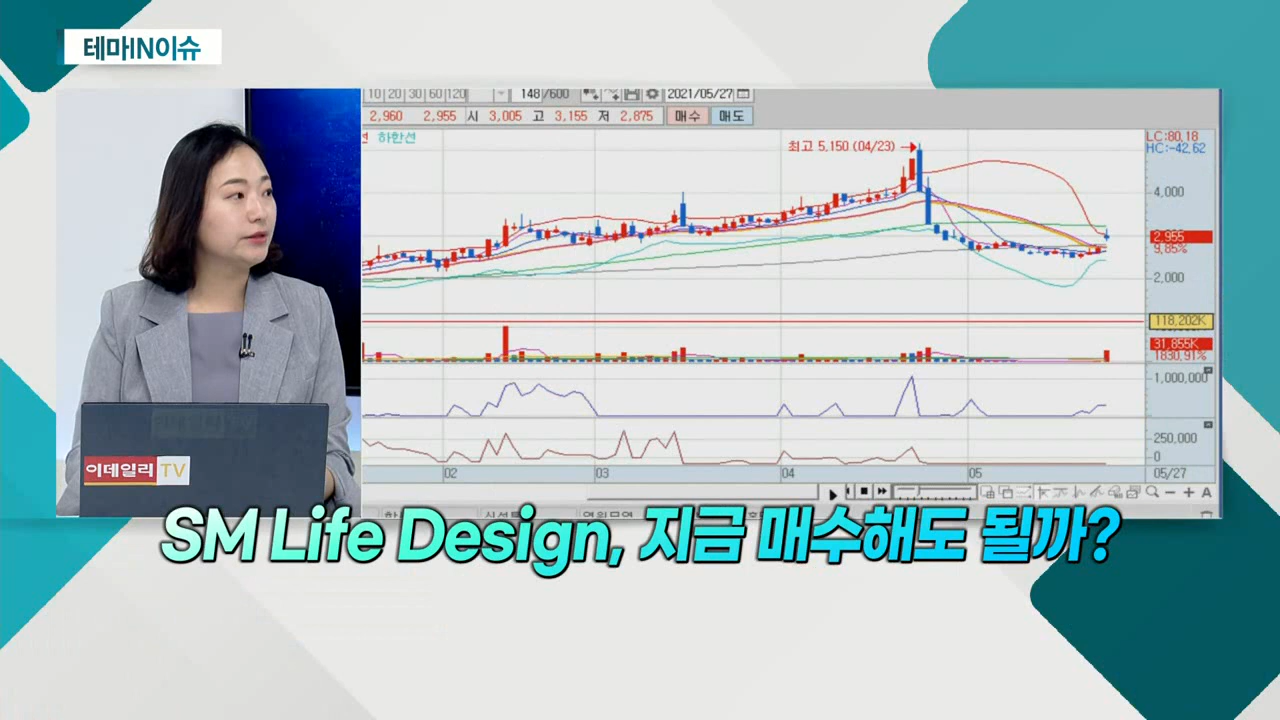 테마IN이슈
10 20 30 60 120 148 /600 2021/05/27
2,960 2,955 시 3,005 고 3,155 저 2,875 매수 매도
선 하한선
최고 5,150 (04/23)
LC:80,18
HC:-42,62
4,000
2,955
9,85%
2,000
118,202K
31,855K
1830,91%
1,000,000
250,000
0
02 03 04 05 05/27
이데일리 TV
SM Life Design, 지금 매수해도 될까?